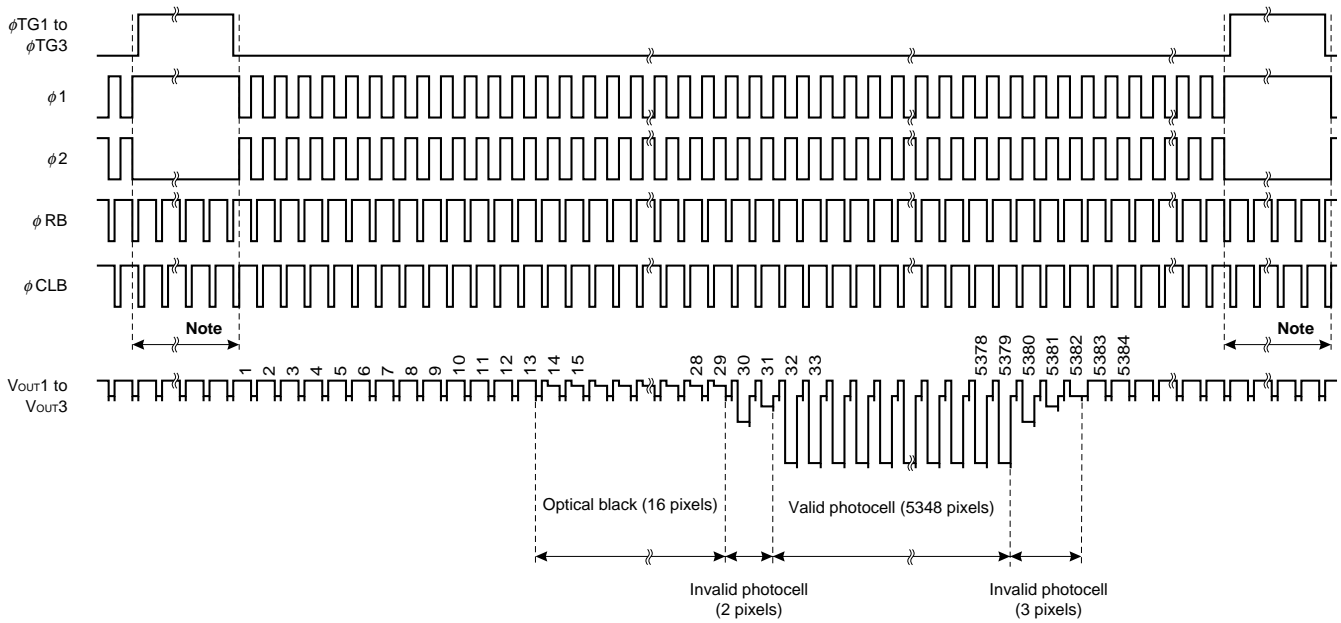 ϕTG1 to
ϕTG3
ϕ1
ϕ2
ϕRB
ϕCLB
Note
Note
VOUT1 to
VOUT3
1
2
3
4
5
6
7
8
9
10
11
12
13
14
15
28
29
30
31
32
33
5378
5379
5380
5381
5382
5383
5384
Optical black (16 pixels)
Valid photocell (5348 pixels)
Invalid photocell
(2 pixels)
Invalid photocell
(3 pixels)